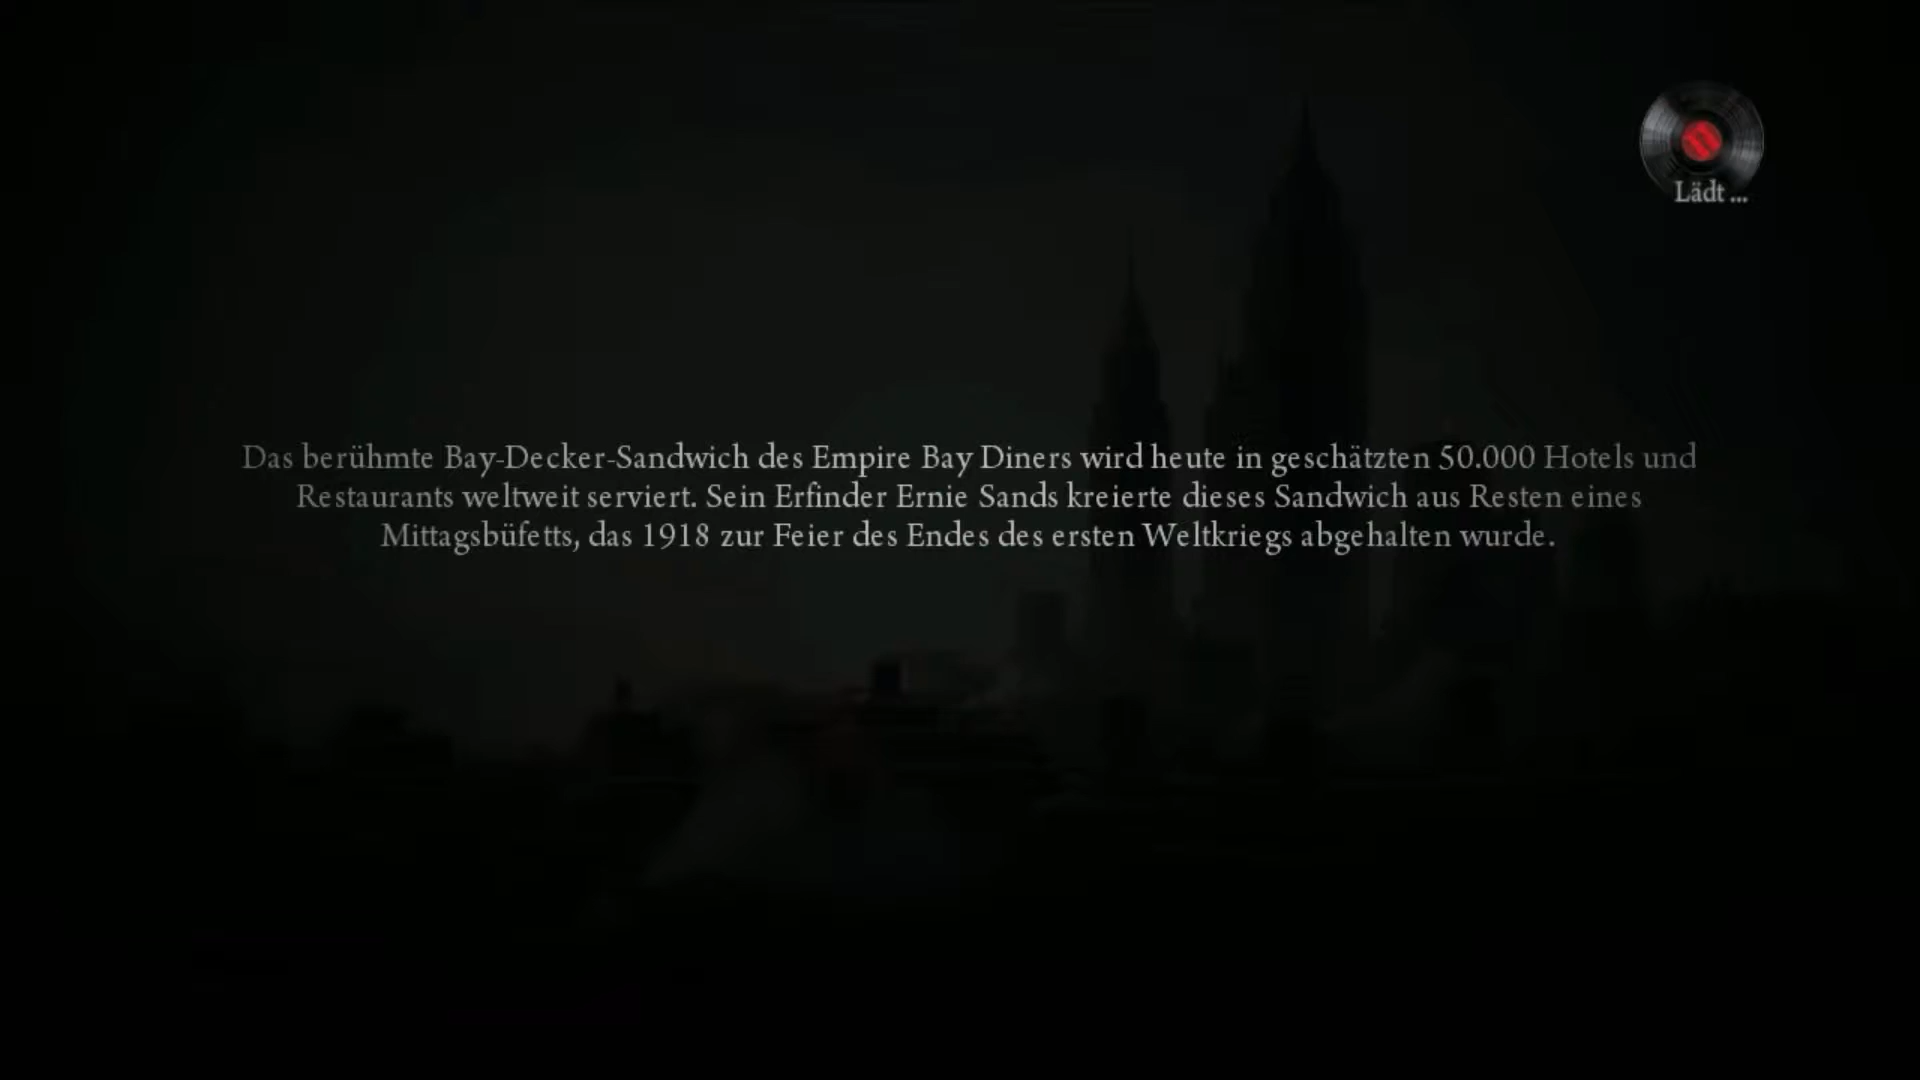 Lädt ...
Das berühmte Bay-Decker-Sandwich des Empire Bay Diners wird heute in geschätzten 50.000 Hotels und
Restaurants weltweit serviert. Sein Erfinder Ernie Sands kreierte dieses Sandwich aus Resten eines
Mittagsbüfetts, das 1918 zur Feier des Endes des ersten Weltkriegs abgehalten wurde.